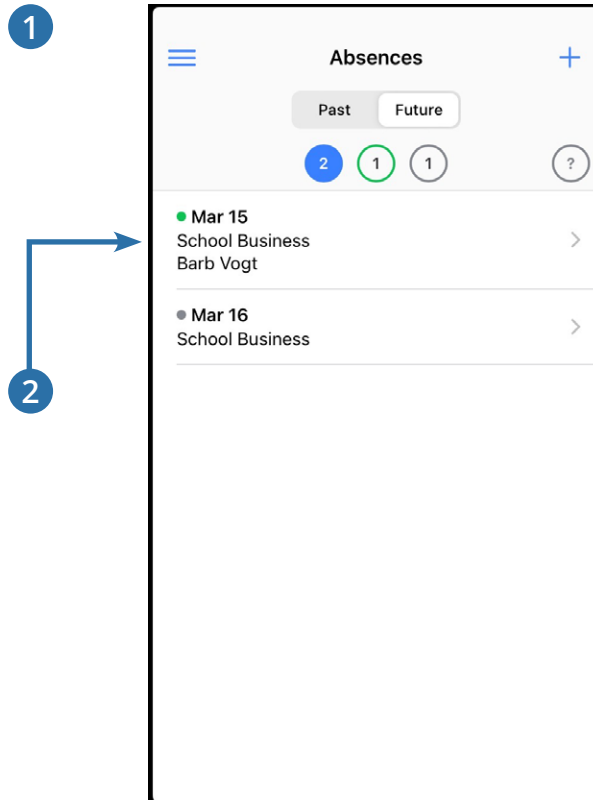 1
Absences
Past Future
2 1 1 ?
Mar 15
School Business
Barb Vogt
Mar 16
School Business
2